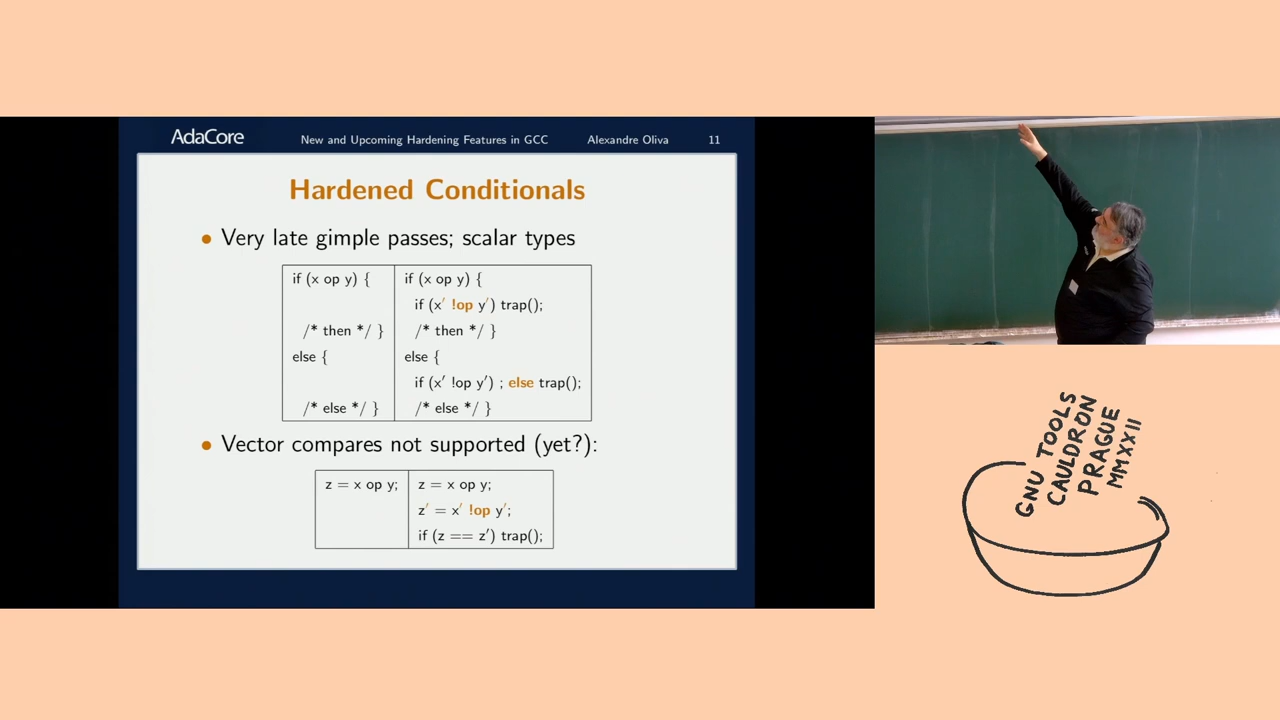 AdaCore New and Upcoming Hardening Features in GCC Alexandre Oliva 11
Hardened Conditionals
• Very late gimple passes; scalar types
if (x op y) { if (x op y) {
if (x′ !op y′) trap();
/* then */ } /* then */ }
else { else {
if (x′ !op y′) ; else trap();
/* else */ } /* else */ }
• Vector compares not supported (yet?):
z = x op y; z = x op y;
z′ = x′ !op y′;
if (z == z′) trap();
GNU TOOLS
CAULDRON
PRAGUE
MMXXII